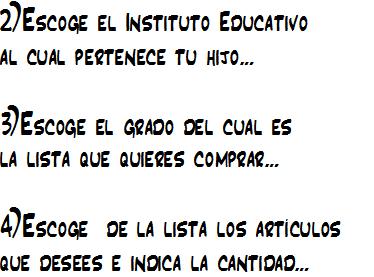 2)Escoge el Instituto Educativo
al cual pertenece tu hijo...
3)Escoge el grado del cual es
la lista que quieres comprar...
4)Escoge de la lista los artículos
que desees e indica la cantidad...